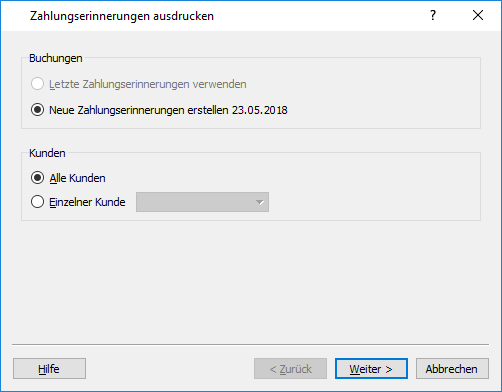 Zahlungserinnerungen ausdrucken ?
Buchungen
Letzte Zahlungserinnerungen verwenden
Neue Zahlungserinnerungen erstellen 23.05.2018
Kunden
Alle Kunden
Einzelner Kunde
Hilfe < Zurück Weiter > Abbrechen